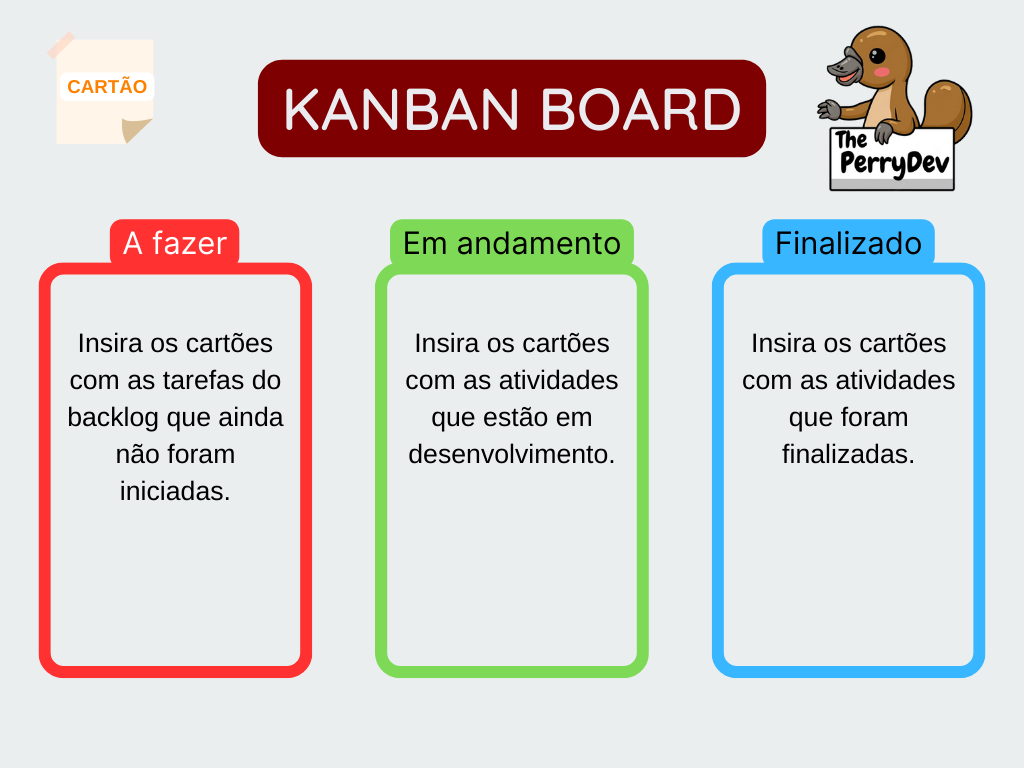 CARTÃO
KANBAN BOARD
The
PerryDev
A fazer
Insira os cartões
com as tarefas do
backlog que ainda
não foram
iniciadas.
Em andamento
Insira os cartões
com as atividades
que estão em
desenvolvimento.
Finalizado
Insira os cartões
com as atividades
que foram
finalizadas.